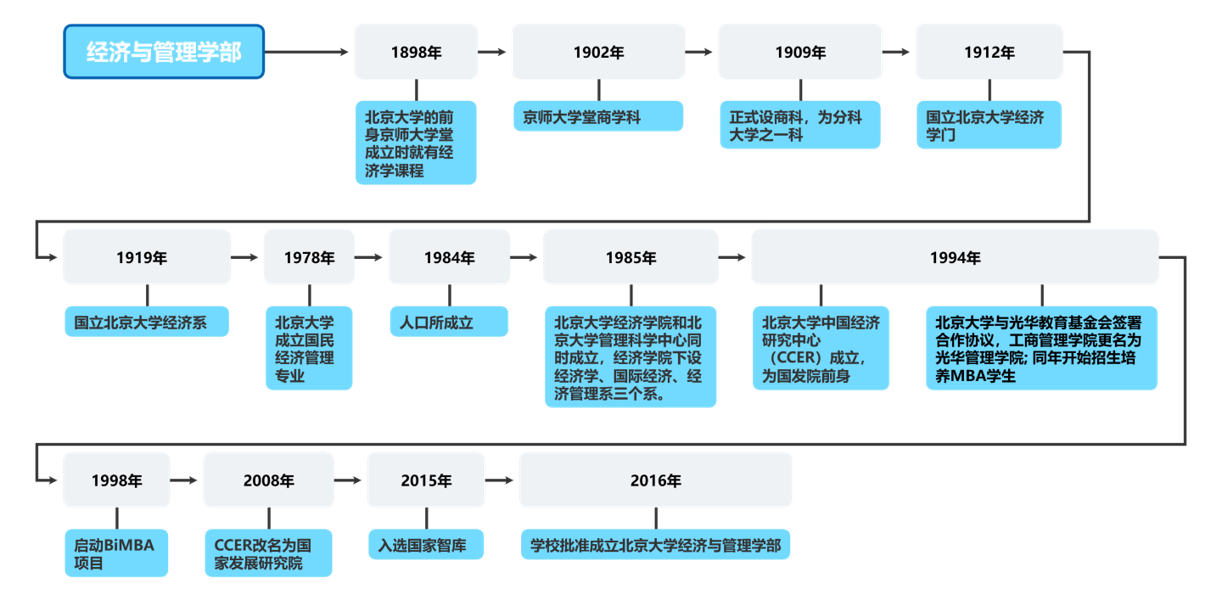 经济与管理学部
1898年
1902年
1909年
1912年
北京大学的前
身京师大学堂
成立时就有经
济学课程
京师大学堂商学科
正式设商科，为分科
大学之一科
国立北京大学经济
学门
1919年
1978年
1984年
1985年
1994年
国立北京大学经济系
北京大学
成立国民
经济管理
专业
人口所成立
北京大学经济学院和北
京大学管理科学中心同
时成立，经济学院下设
经济学、国际经济、经
济管理系三个系。
北京大学中国经济
研究中心
（CCER）成立，
为国发院前身
北京大学与光华教育基金会签署
合作协议，工商管理学院更名为
光华管理学院; 同年开始招生培
养MBA学生
1998年
2008年
2015年
2016年
启动BiMBA
项目
CCER改名为国
家发展研究院
入选国家智库
学校批准成立北京大学经济与管理学部